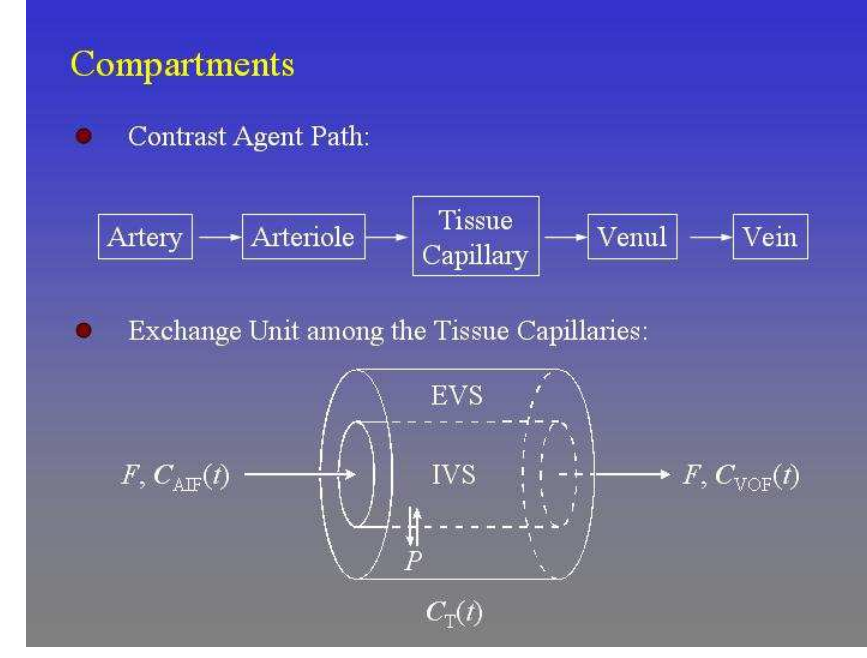 Compartments
Contrast Agent Path:
Artery Arteriole Tissue Capillary Venul Vein
Exchange Unit among the Tissue Capillaries:
EVS
F, C_AIF(t) IVS F, C_VOF(t)
P
C_T(t)